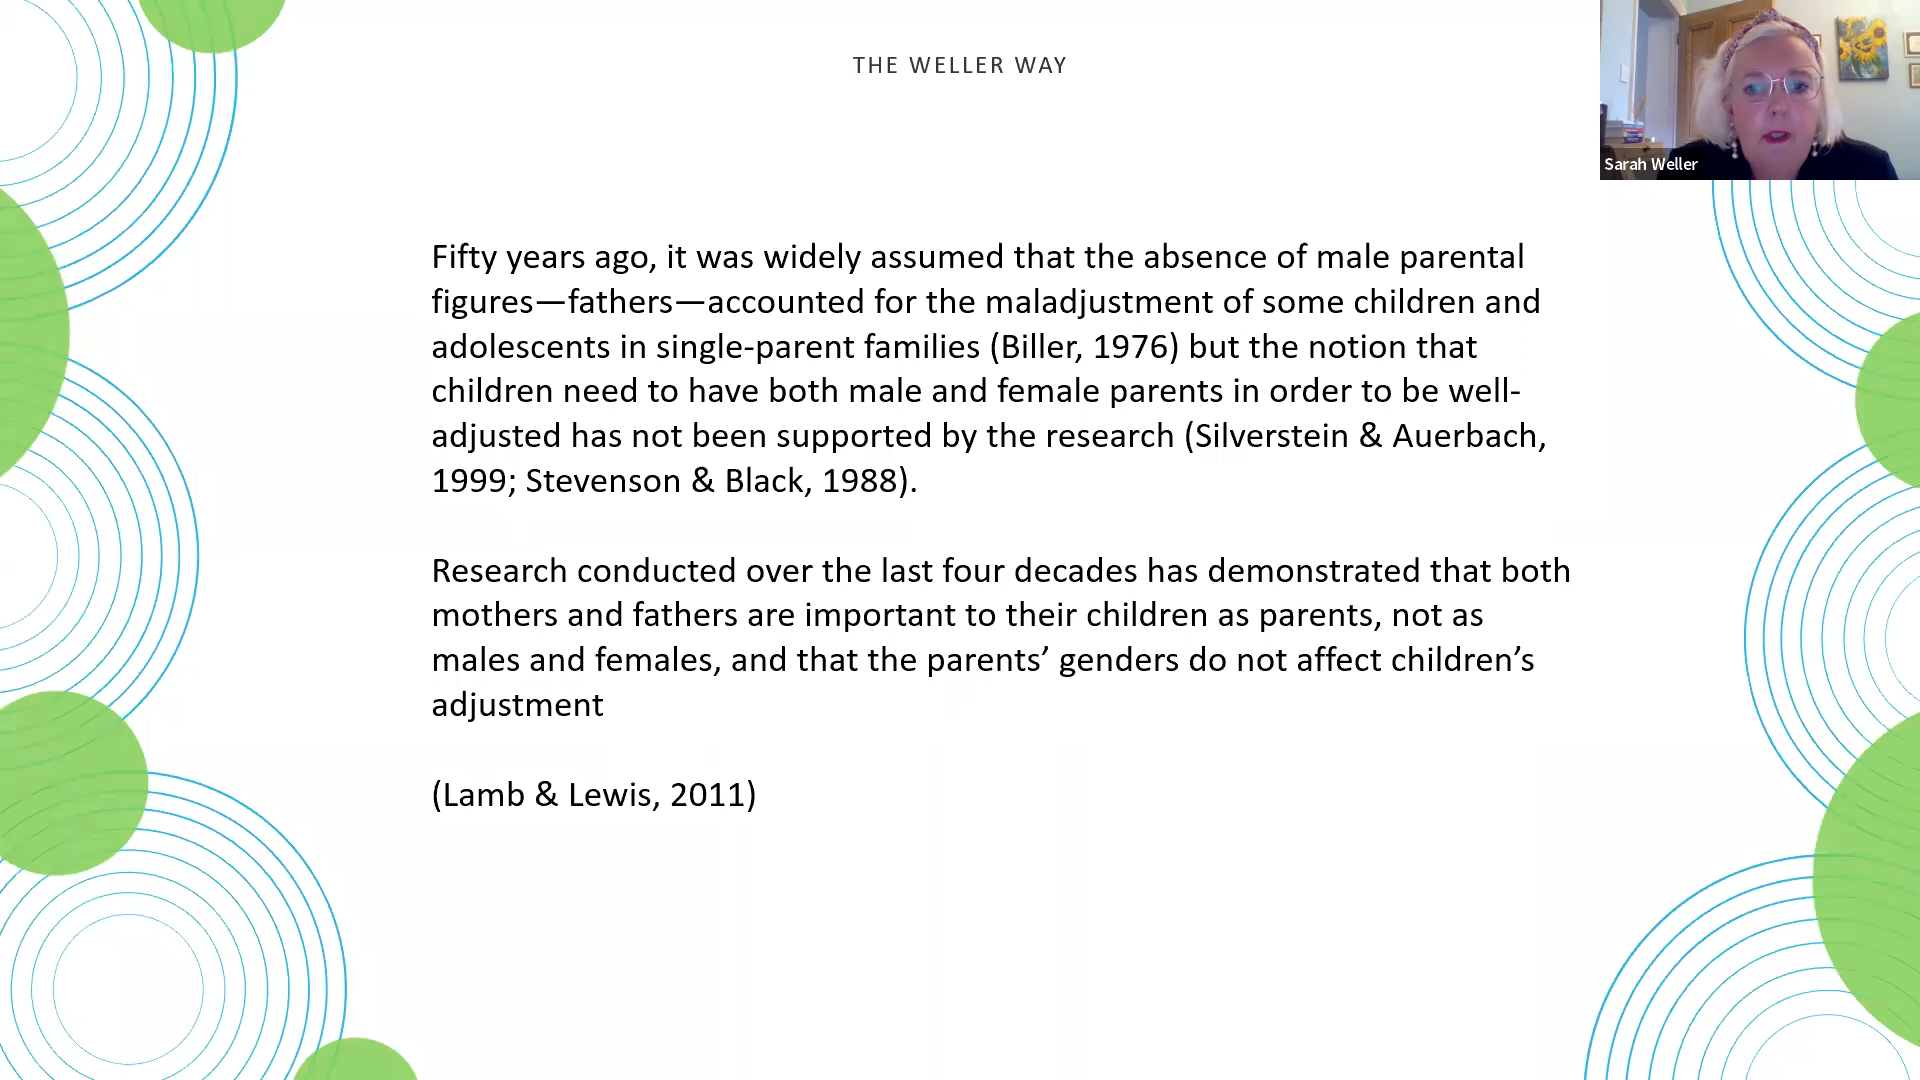 THE WELLER WAY
Sarah Weller
Fifty years ago, it was widely assumed that the absence of male parental
figures—fathers—accounted for the maladjustment of some children and
adolescents in single-parent families (Biller, 1976) but the notion that
children need to have both male and female parents in order to be well-
adjusted has not been supported by the research (Silverstein & Auerbach,
1999; Stevenson & Black, 1988).
Research conducted over the last four decades has demonstrated that both
mothers and fathers are important to their children as parents, not as
males and females, and that the parents’ genders do not affect children’s
adjustment
(Lamb & Lewis, 2011)